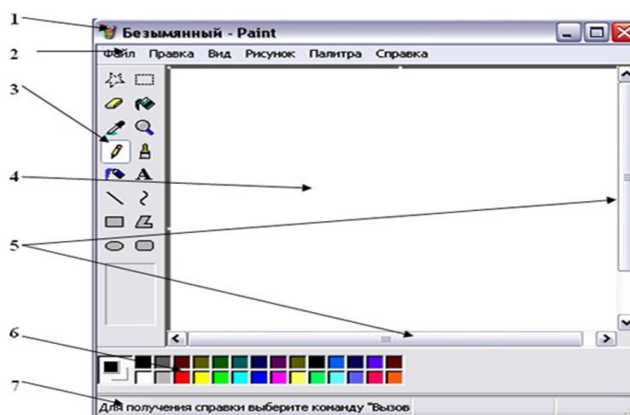 1 Безымянный - Paint
2 Файл Правка Вид Рисунок Палитра Справка
3
A
4
5
6
7
Для получения справки выберите команду "Вызов